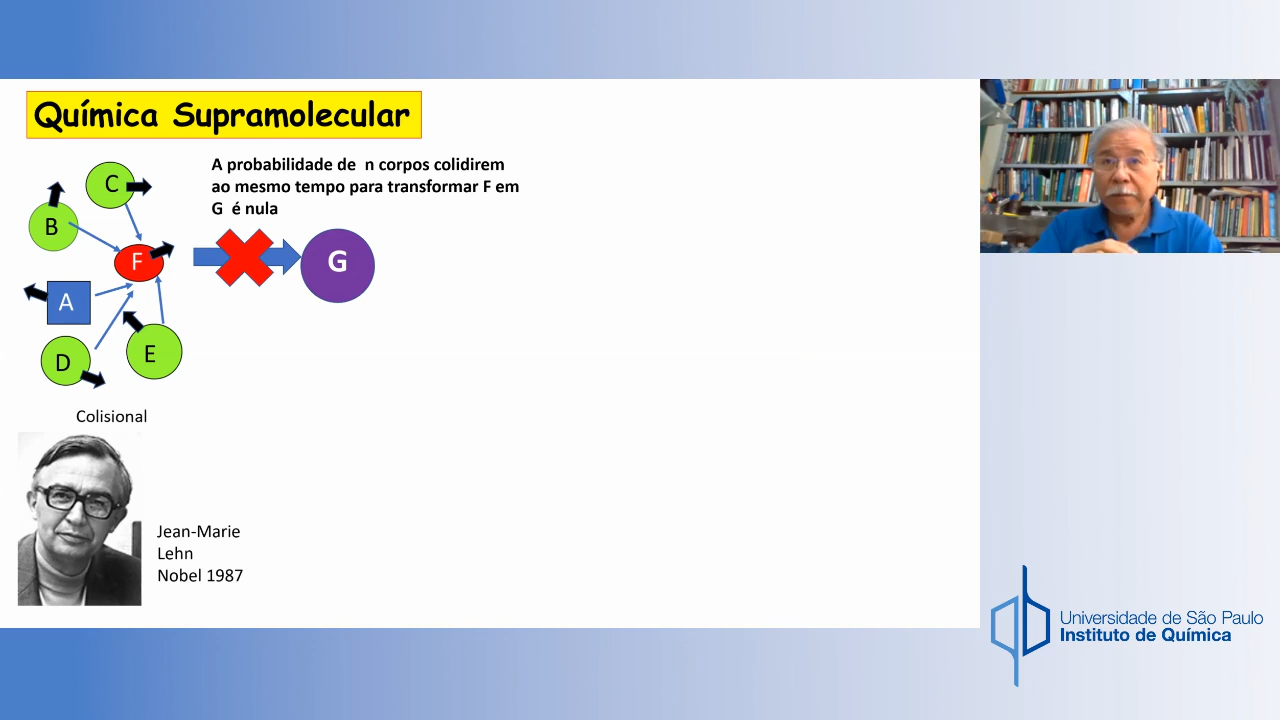 Química Supramolecular
A probabilidade de n corpos colidirem
ao mesmo tempo para transformar F em
G é nula
C
B
F
G
A
D
E
Colisional
Jean-Marie
Lehn
Nobel 1987
Universidade de São Paulo
Instituto de Química